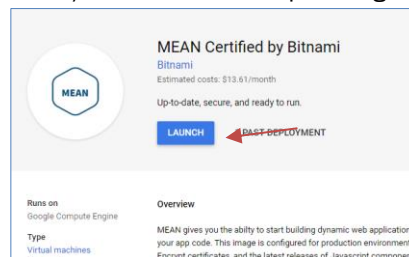 MEAN
MEAN Certified by Bitnami
Bitnami
Estimated costs: $13.61/month
Up-to-date, secure, and ready to run.
LAUNCH
PAST DEPLOYMENT
Runs on
Google Compute Engine
Type
Virtual machines
Overview
MEAN gives you the ability to start building dynamic web application
your app code. This image is configured for production environment
Encrypt certificates, and the latest releases of Javascript component